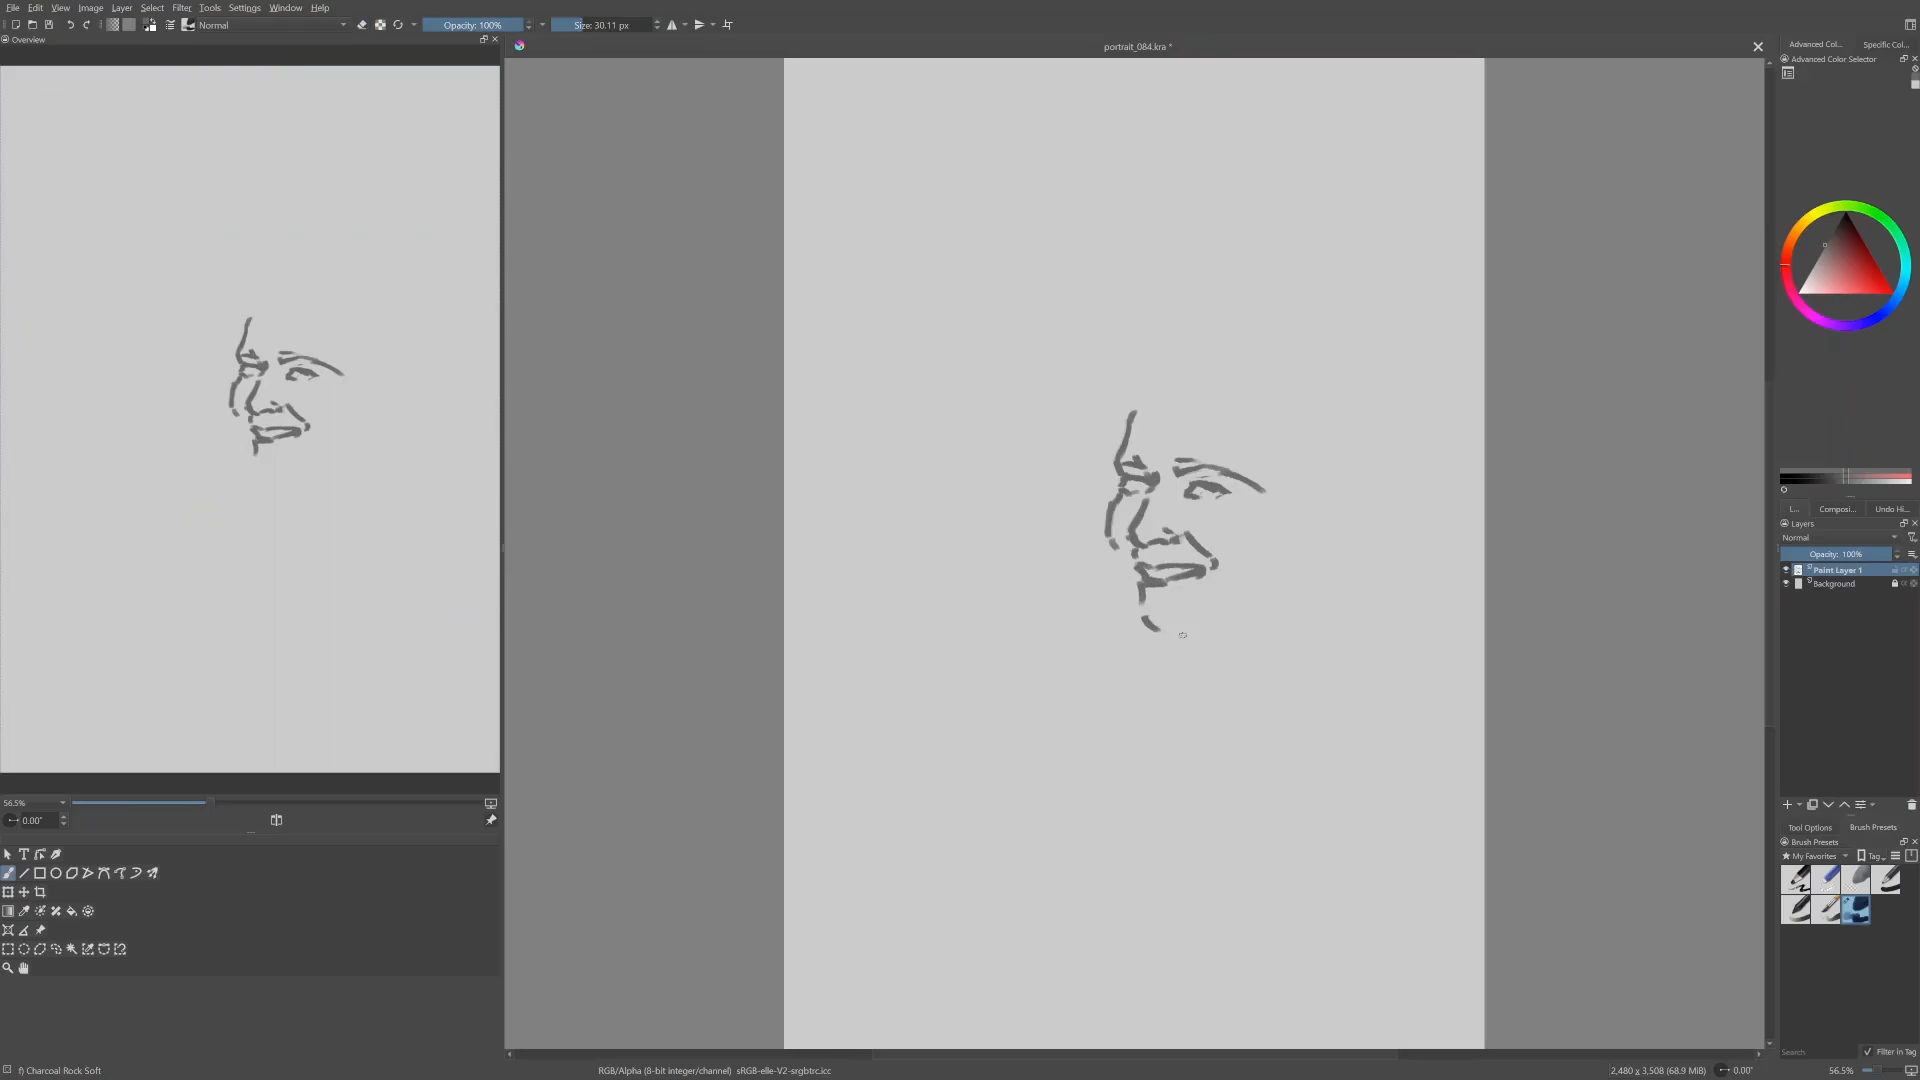 File Edit View Image Layer Select Filter Tools Settings Window Help
Normal Opacity: 100% Size: 30.11 px
Overview
portrait_084.kra *
Advanced Col... Specific Col...
Advanced Color Selector
L... Composi... Undo Hi...
Layers
Normal
Opacity: 100%
Paint Layer 1
Background
56.5%
0.00°
Tool Options Brush Presets
Brush Presets
My Favorites Tag
Search Filter in Tag
f) Charcoal Rock Soft RGB/Alpha (8-bit integer/channel) sRGB-elle-V2-srgbtrc.icc 2,480 x 3,508 (68.9 MiB) 0.00° 56.5%